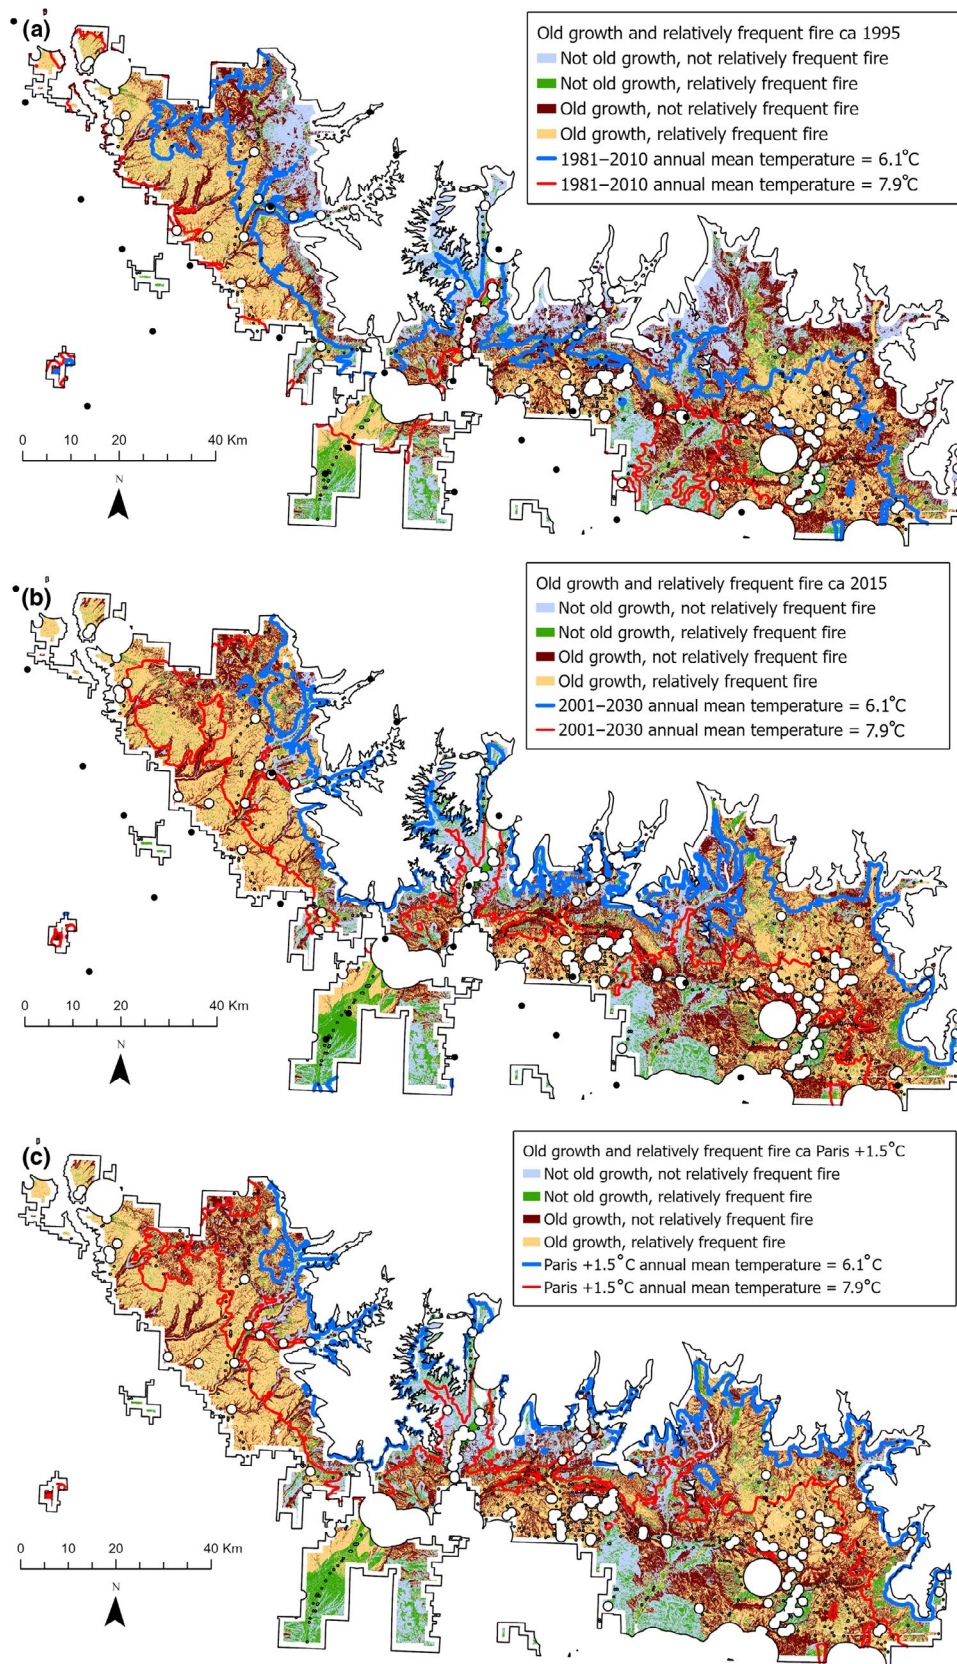 (a)
Old growth and relatively frequent fire ca 1995
Not old growth, not relatively frequent fire
Not old growth, relatively frequent fire
Old growth, not relatively frequent fire
Old growth, relatively frequent fire
1981–2010 annual mean temperature = 6.1°C
1981–2010 annual mean temperature = 7.9°C
0 10 20 40 Km
N
(b)
Old growth and relatively frequent fire ca 2015
Not old growth, not relatively frequent fire
Not old growth, relatively frequent fire
Old growth, not relatively frequent fire
Old growth, relatively frequent fire
2001–2030 annual mean temperature = 6.1°C
2001–2030 annual mean temperature = 7.9°C
0 10 20 40 Km
N
(c)
Old growth and relatively frequent fire ca Paris +1.5°C
Not old growth, not relatively frequent fire
Not old growth, relatively frequent fire
Old growth, not relatively frequent fire
Old growth, relatively frequent fire
Paris +1.5°C annual mean temperature = 6.1°C
Paris +1.5°C annual mean temperature = 7.9°C
0 10 20 40 Km
N